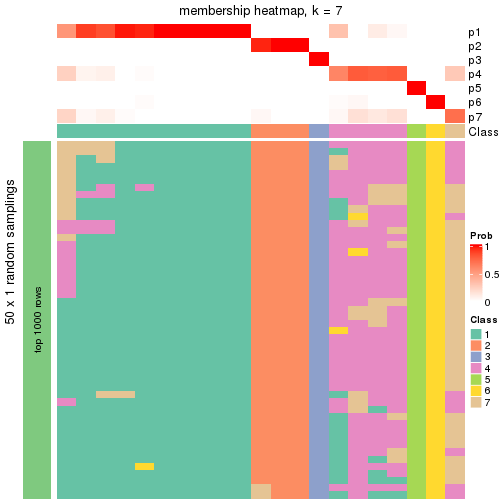 membership heatmap, k = 7
p1
p2
p3
p4
p5
p6
p7
Class
50 x 1 random samplings
top 1000 rows
Prob
1
0.5
0
Class
1
2
3
4
5
6
7